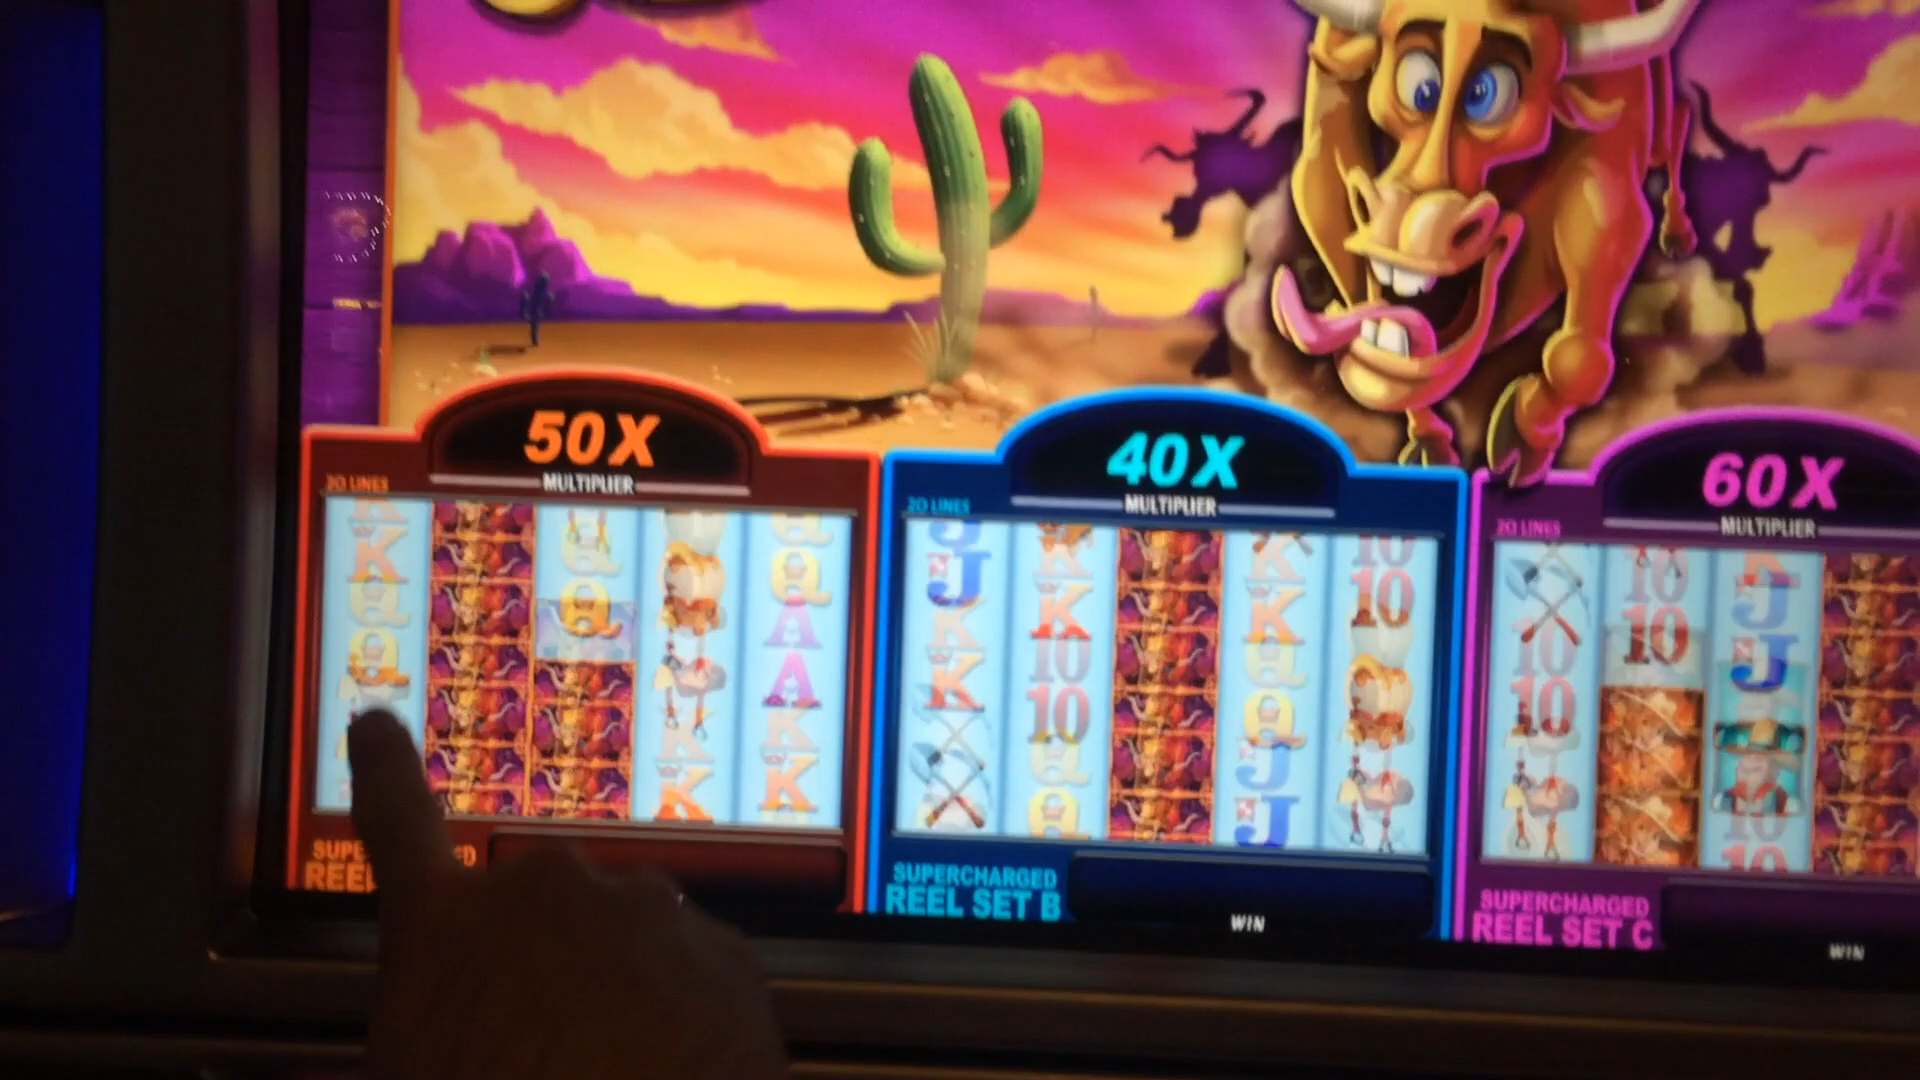 50X
MULTIPLIER
20 LINES
40X
MULTIPLIER
20 LINES
60X
MULTIPLIER
20 LINES
SUPERCHARGED
REEL SET B
WIN
SUPERCHARGED
REEL SET C
WIN